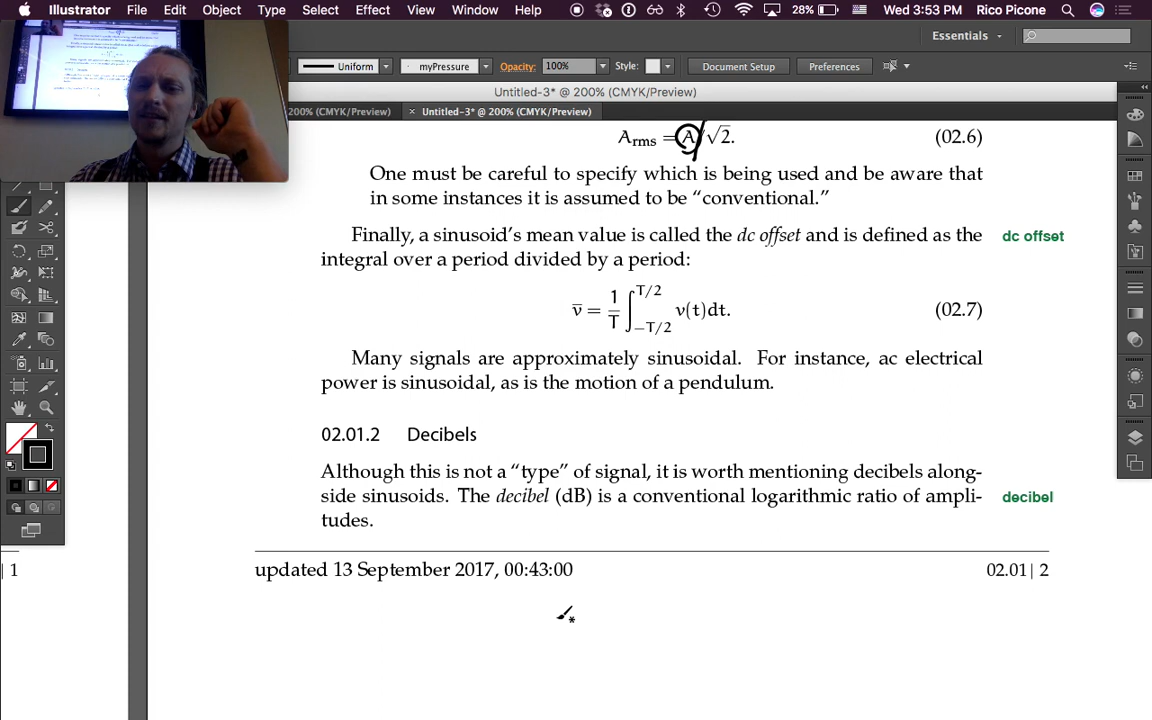 Illustrator File Edit Object Type Select Effect View Window Help 28% Wed 3:53 PM Rico Picone
Essentials
Uniform myPressure Opacity: 100% Style: Document Setup Preferences
Untitled-3* @ 200% (CMYK/Preview)
200% (CMYK/Preview) × Untitled-3* @ 200% (CMYK/Preview)
A_rms = A/√2. (02.6)
One must be careful to specify which is being used and be aware that
in some instances it is assumed to be “conventional.”
Finally, a sinusoid’s mean value is called the dc offset and is defined as the dc offset
integral over a period divided by a period:
v̅ = 1/T ∫_{−T/2}^{T/2} v(t)dt. (02.7)
Many signals are approximately sinusoidal. For instance, ac electrical
power is sinusoidal, as is the motion of a pendulum.
02.01.2 Decibels
Although this is not a “type” of signal, it is worth mentioning decibels along-
side sinusoids. The decibel (dB) is a conventional logarithmic ratio of ampli- decibel
tudes.
| 1 updated 13 September 2017, 00:43:00 02.01 | 2